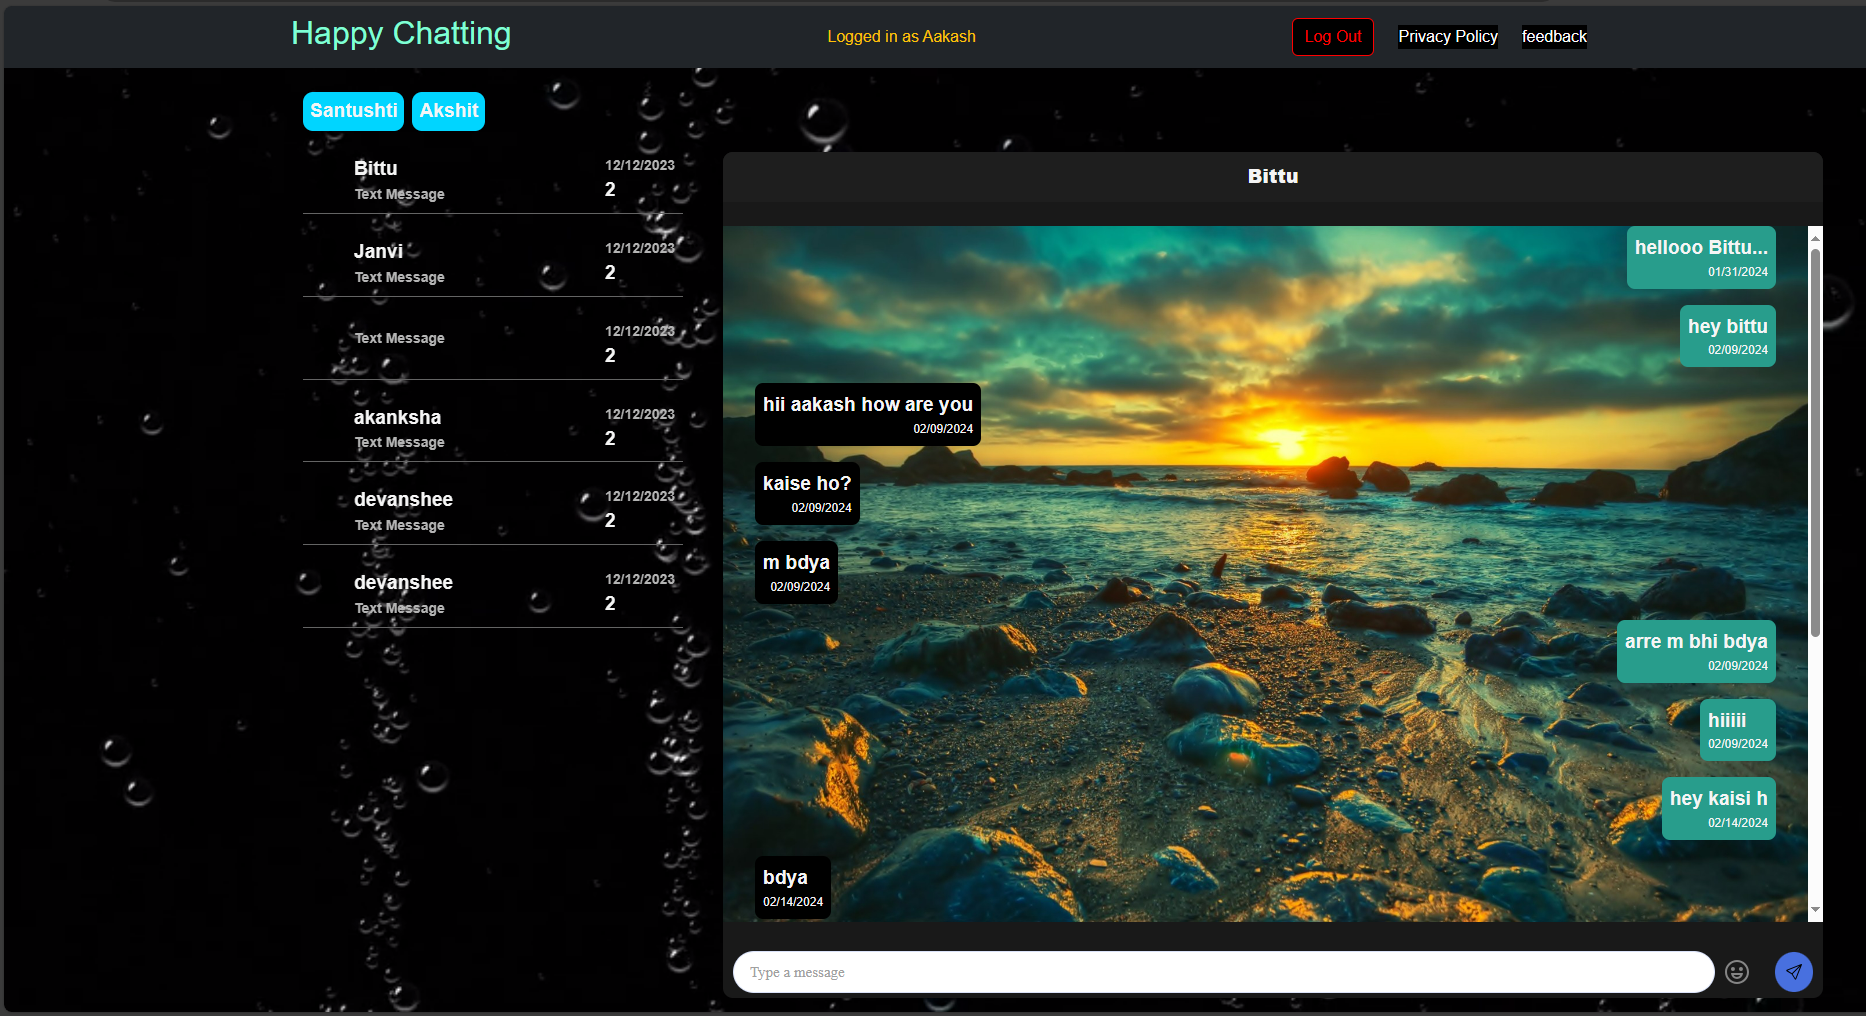 Happy Chatting
Logged in as Aakash
Log Out
Privacy Policy
feedback
Santushti
Akshit
Bittu
12/12/2023
Text Message
2
Janvi
12/12/2023
Text Message
2
12/12/2023
Text Message
2
akanksha
12/12/2023
Text Message
2
devanshee
12/12/2023
Text Message
2
devanshee
12/12/2023
Text Message
2
Bittu
hellooo Bittu...
01/31/2024
hey bittu
02/09/2024
hii aakash how are you
02/09/2024
kaise ho?
02/09/2024
m bdya
02/09/2024
arre m bhi bdya
02/09/2024
hiiiii
02/09/2024
hey kaisi h
02/14/2024
bdya
02/14/2024
Type a message